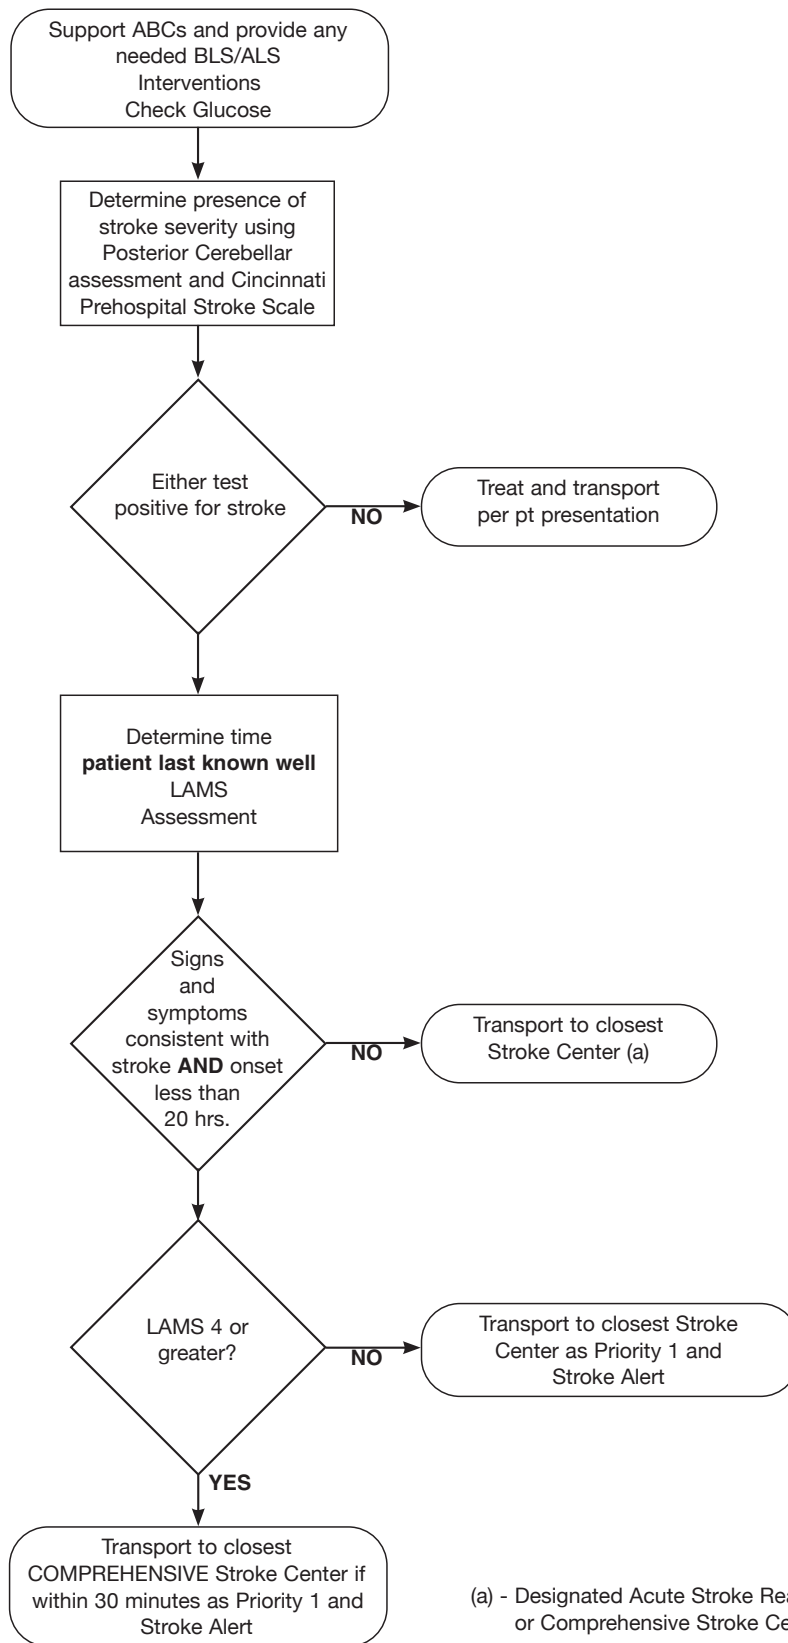 Support ABCs and provide any
needed BLS/ALS
Interventions
Check Glucose
Determine presence of
stroke severity using
Posterior Cerebellar
assessment and Cincinnati
Prehospital Stroke Scale
Either test
positive for stroke
NO
Treat and transport
per pt presentation
Determine time
patient last known well
LAMS
Assessment
Signs
and
symptoms
consistent with
stroke AND onset
less than
20 hrs.
NO
Transport to closest
Stroke Center (a)
LAMS 4 or
greater?
NO
Transport to closest Stroke
Center as Priority 1 and
Stroke Alert
YES
Transport to closest
COMPREHENSIVE Stroke Center if
within 30 minutes as Priority 1 and
Stroke Alert
(a) - Designated Acute Stroke
or Comprehensive Stroke